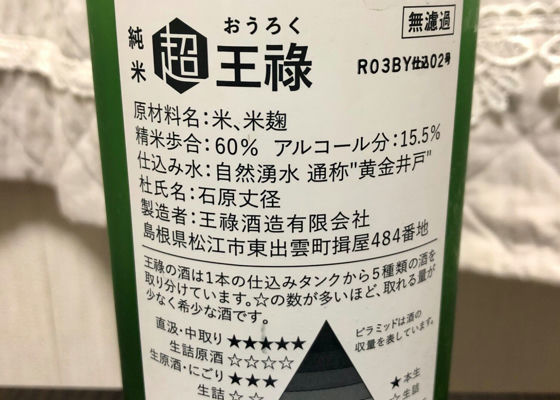 無濾過
おうろく
純米 超 王祿
R03BY仕込02号
原材料名：米、米麹
精米歩合：60% アルコール分：15.5%
仕込み水：自然湧水 通称"黄金井戸"
杜氏名：石原丈径
製造者：王祿酒造有限会社
島根県松江市東出雲町揖屋484番地
王祿の酒は1本の仕込みタンクから5種類の酒を
取り分けています。☆の数が多いほど、取れる量が
少なく希少な酒です。
ピラミッドは酒の
収量を表しています。
直汲・中取り ★★★★★
生詰原酒 ☆☆☆☆
生原酒・にごり ★★★
生詰 ☆☆
★本生
☆生詰